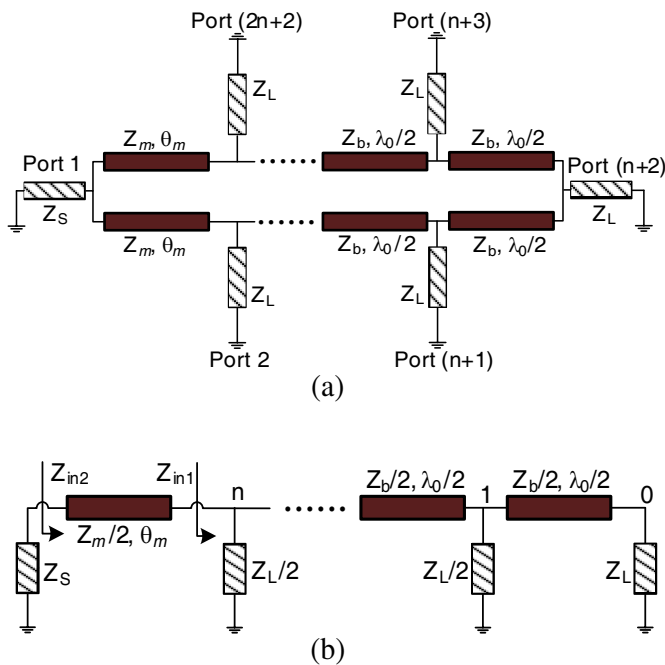 Port (2n+2) Port (n+3)
Z_L Z_L
Z_m, θ_m Z_b, λ_0/2 Z_b, λ_0/2
Port 1 Port (n+2)
Z_S Z_L
Z_m, θ_m Z_b, λ_0/2 Z_b, λ_0/2
Z_L Z_L
Port 2 Port (n+1)
(a)
Z_in2 Z_in1 n Z_b/2, λ_0/2 1 Z_b/2, λ_0/2 0
Z_m/2, θ_m
Z_S Z_L/2 Z_L/2 Z_L
(b)